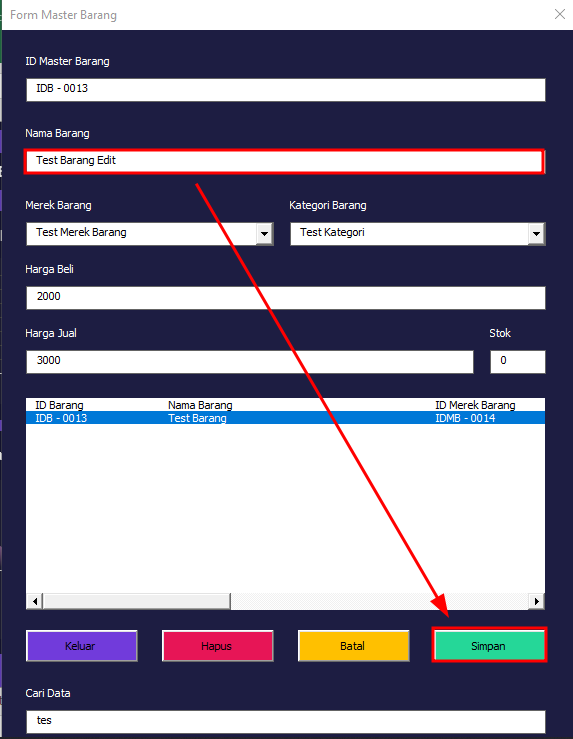 Form Master Barang
ID Master Barang
IDB - 0013
Nama Barang
Test Barang Edit
Merek Barang Kategori Barang
Test Merek Barang Test Kategori
Harga Beli
2000
Harga Jual Stok
3000 0
ID Barang Nama Barang ID Merek Barang
IDB - 0013 Test Barang IDMB - 0014
Keluar Hapus Batal Simpan
Cari Data
tes